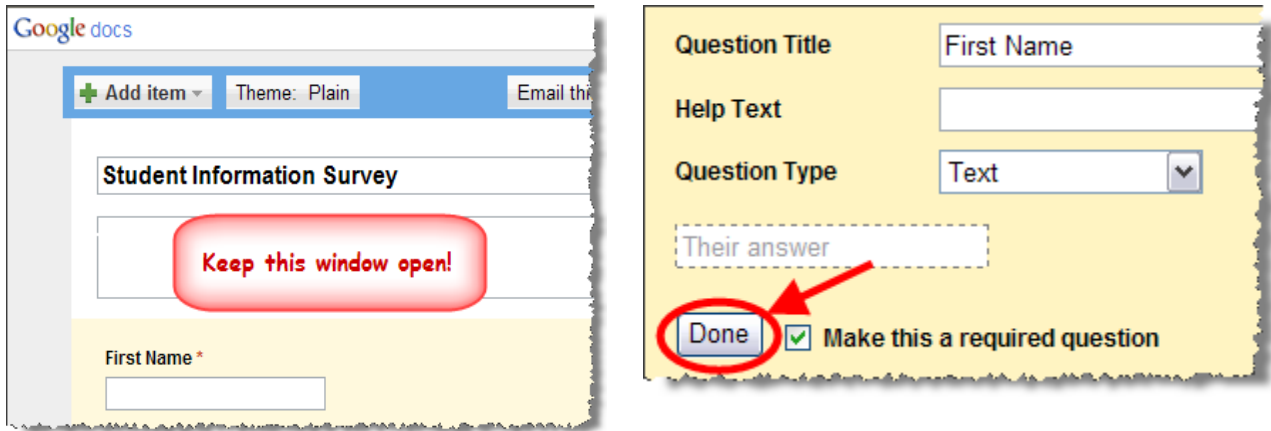 Google docs
Add item
Theme: Plain
Email thi
Student Information Survey
Keep this window open!
First Name *
Question Title
First Name
Help Text
Question Type
Text
Their answer
Done
Make this a required question